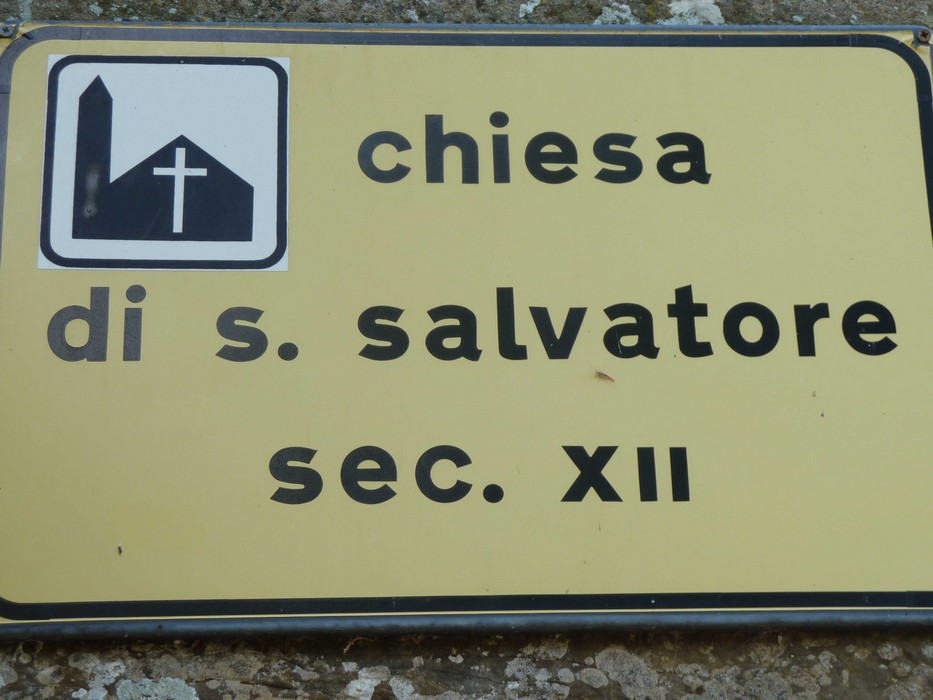 chiesa
di s. salvatore
sec. XII